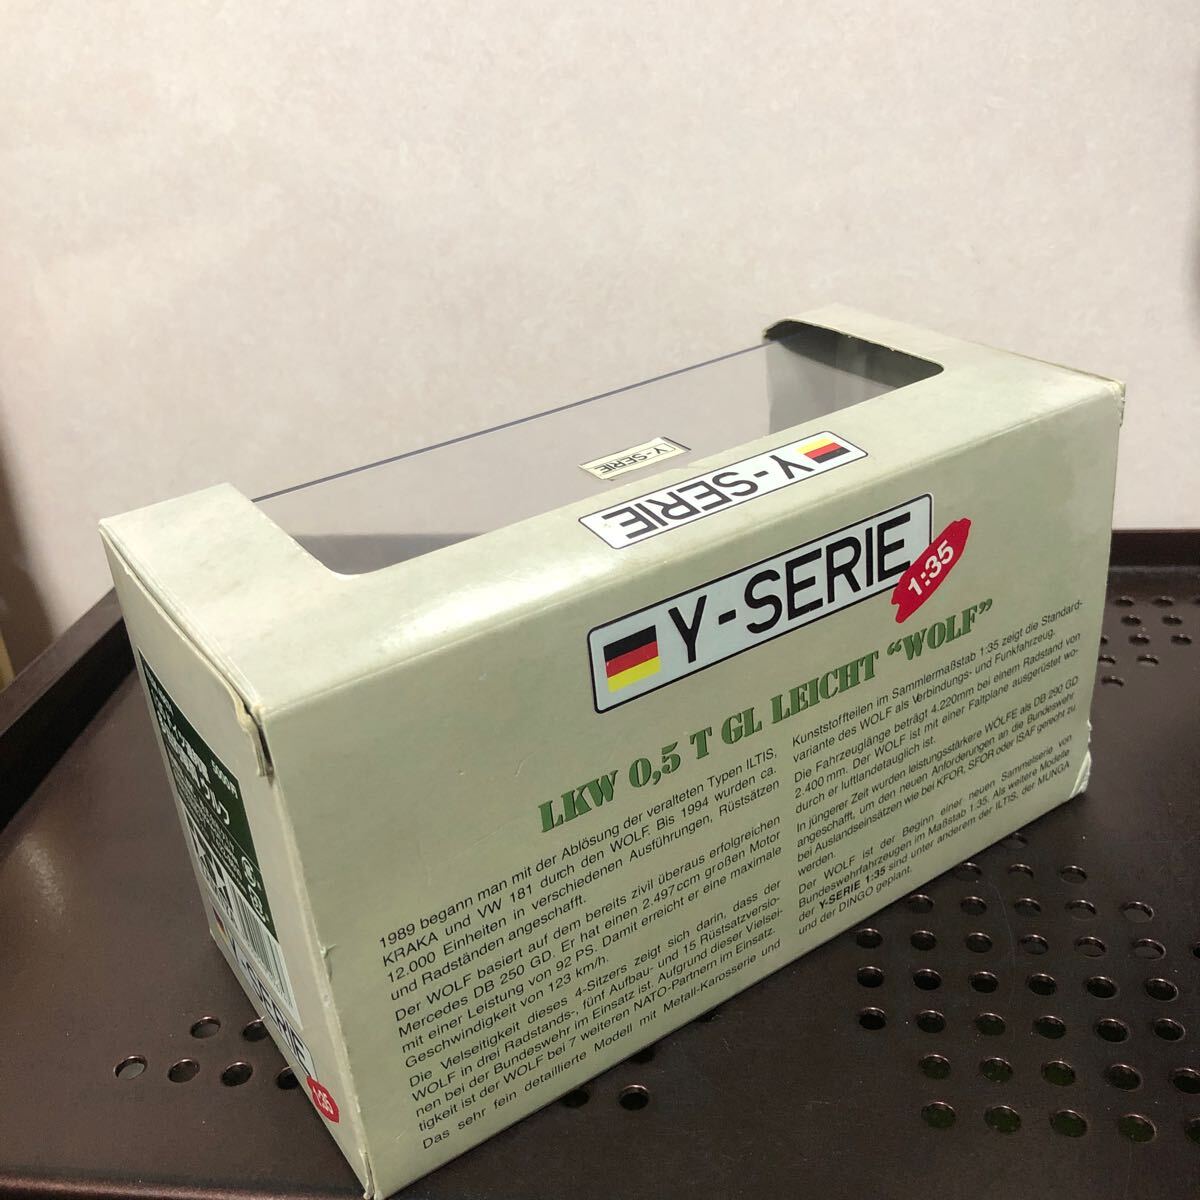 Y-SERIE
Y-SERIE
Y-SERIE
1:35
LKW 0,5 T GL LEICHT “WOLF”
1989 begann man mit der Ablösung der veralteten Typen ILTIS,
KRAKA und VW 181 durch den WOLF. Bis 1994 wurden ca.
12.000 Einheiten in verschiedenen Ausführungen, Rüstsätzen
und Radständen angeschafft.
Der WOLF basiert auf dem bereits zivil überaus erfolgreichen
Mercedes DB 250 GD. Er hat einen 2.497ccm großen Motor
mit einer Leistung von 92 PS. Damit erreicht er eine maximale
Geschwindigkeit von 123 km/h.
Die Vielseitigkeit dieses 4-Sitzers zeigt sich darin, dass der
WOLF in drei Radstands-, fünf Aufbau- und 15 Rüstsatzversio-
nen bei der Bundeswehr im Einsatz ist. Aufgrund dieser Vielsei-
tigkeit ist der WOLF bei 7 weiteren NATO-Partnern im Einsatz.
Das sehr fein detaillierte Modell mit Metall-Karosserie und
Kunststoffteilen im Sammlermaßstab 1:35 zeigt die Standard-
variante des WOLF als Verbindungs- und Funkfahrzeug.
Die Fahrzeuglänge beträgt 4.220mm bei einem Radstand von
2.400 mm. Der WOLF ist mit einer Faltplane ausgerüstet wo-
durch er luftlandetauglich ist.
In jüngerer Zeit wurden leistungsstärkere WÖLFE als DB 290 GD
angeschafft, um den neuen Anforderungen an die Bundeswehr
bei Auslandseinsätzen wie bei KFOR, SFOR oder ISAF gerecht zu
werden.
Der WOLF ist der Beginn einer neuen Sammelserie von
Bundeswehrfahrzeugen im Maßstab 1:35. Als weitere Modelle
der Y-SERIE 1:35 sind unter anderem der ILTIS, der MUNGA
und der DINGO geplant.
Y-SERIE
1:35